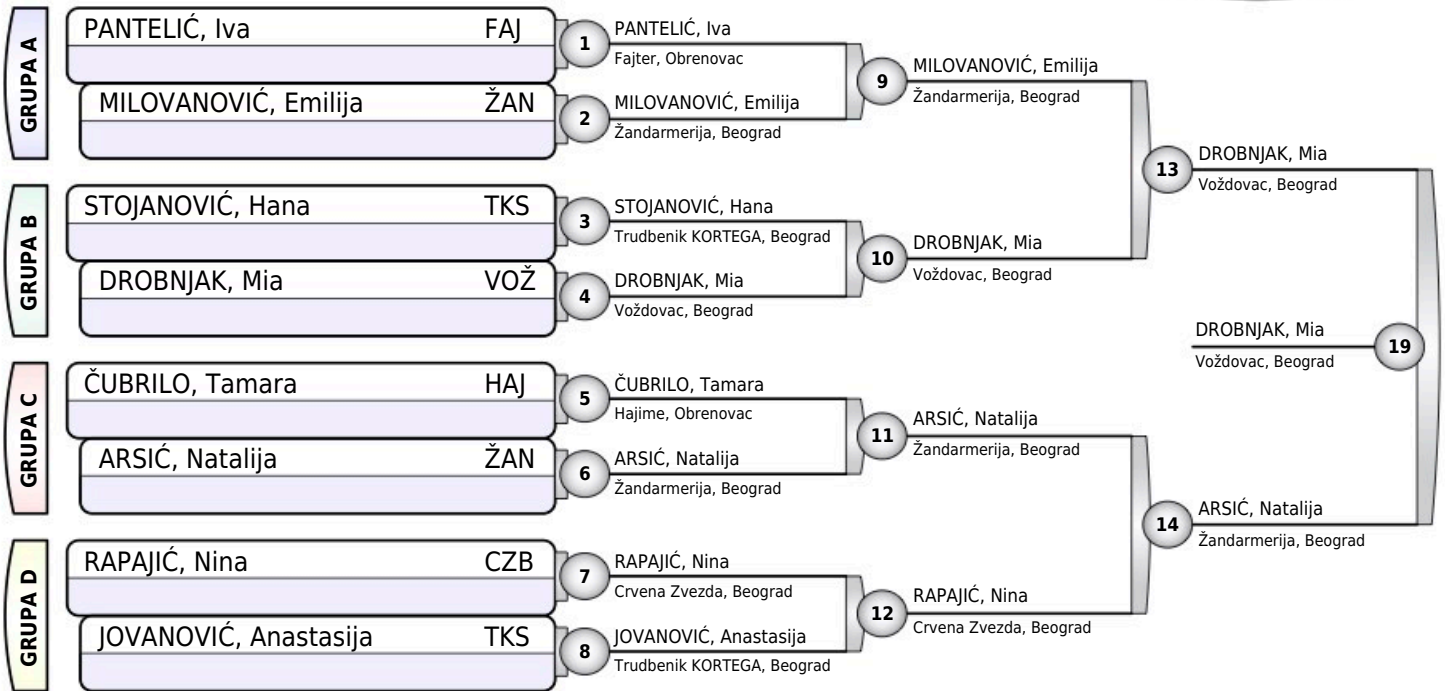 GRUPA A
PANTELIĆ, Iva FAJ
MILOVANOVIĆ, Emilija ŽAN
1
PANTELIĆ, Iva
Fajter, Obrenovac
2
MILOVANOVIĆ, Emilija
Žandarmerija, Beograd
9
MILOVANOVIĆ, Emilija
Žandarmerija, Beograd
GRUPA B
STOJANOVIĆ, Hana TKS
DROBNJAK, Mia VOŽ
3
STOJANOVIĆ, Hana
Trudbenik KORTEGA, Beograd
4
DROBNJAK, Mia
Voždovac, Beograd
10
DROBNJAK, Mia
Voždovac, Beograd
13
DROBNJAK, Mia
Voždovac, Beograd
GRUPA C
ČUBRILO, Tamara HAJ
ARSIĆ, Natalija ŽAN
5
ČUBRILO, Tamara
Hajime, Obrenovac
6
ARSIĆ, Natalija
Žandarmerija, Beograd
11
ARSIĆ, Natalija
Žandarmerija, Beograd
GRUPA D
RAPAJIĆ, Nina CZB
JOVANOVIĆ, Anastasija TKS
7
RAPAJIĆ, Nina
Crvena Zvezda, Beograd
8
JOVANOVIĆ, Anastasija
Trudbenik KORTEGA, Beograd
12
RAPAJIĆ, Nina
Crvena Zvezda, Beograd
14
ARSIĆ, Natalija
Žandarmerija, Beograd
DROBNJAK, Mia
Voždovac, Beograd
19